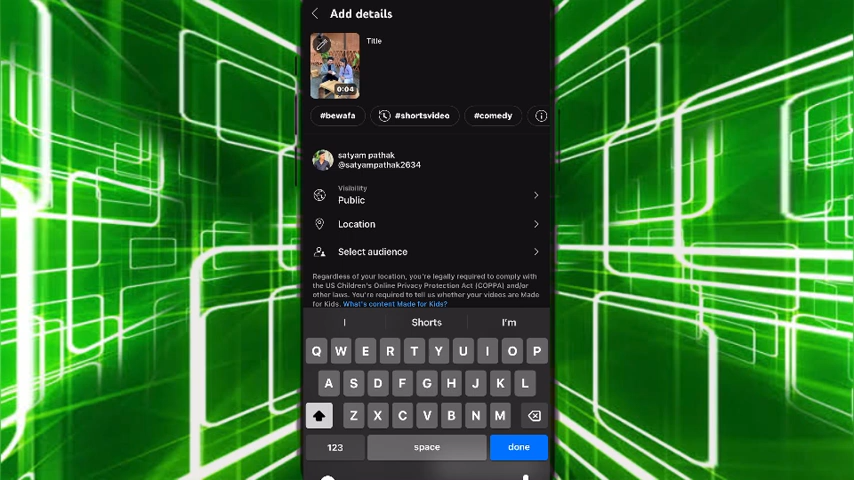 Add details
Title
0:04
#bewafa
#shortsvideo
#comedy
satyam pathak
@satyampathak2634
Visibility
Public
Location
Select audience
Regardless of your location, you're legally required to comply with
the US Children's Online Privacy Protection Act (COPPA) and/or
other laws. You're required to tell us whether your videos are Made
for Kids. What's content Made for Kids?
I Shorts I'm
Q W E R T Y U I O P
A S D F G H J K L
Z X C V B N M
123 space done